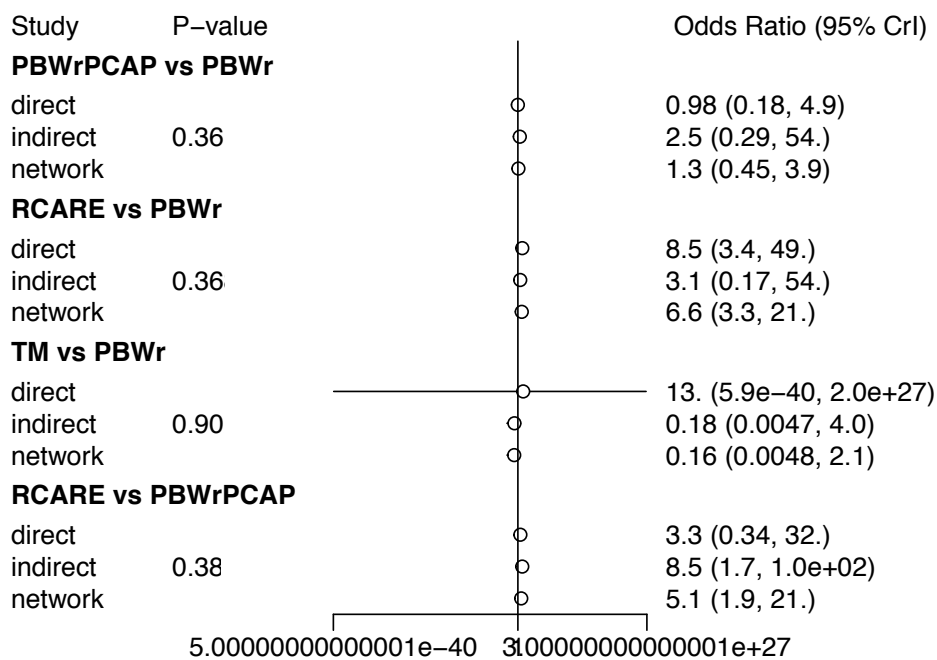 Study P−value Odds Ratio (95% CrI)
PBWrPCAP vs PBWr
direct 0.98 (0.18, 4.9)
indirect 0.36 2.5 (0.29, 54.)
network 1.3 (0.45, 3.9)
RCARE vs PBWr
direct 8.5 (3.4, 49.)
indirect 0.36 3.1 (0.17, 54.)
network 6.6 (3.3, 21.)
TM vs PBWr
direct 13. (5.9e−40, 2.0e+27)
indirect 0.90 0.18 (0.0047, 4.0)
network 0.16 (0.0048, 2.1)
RCARE vs PBWrPCAP
direct 3.3 (0.34, 32.)
indirect 0.38 8.5 (1.7, 1.0e+02)
network 5.1 (1.9, 21.)
5.00000000000001e−40 3.00000000000001e+27